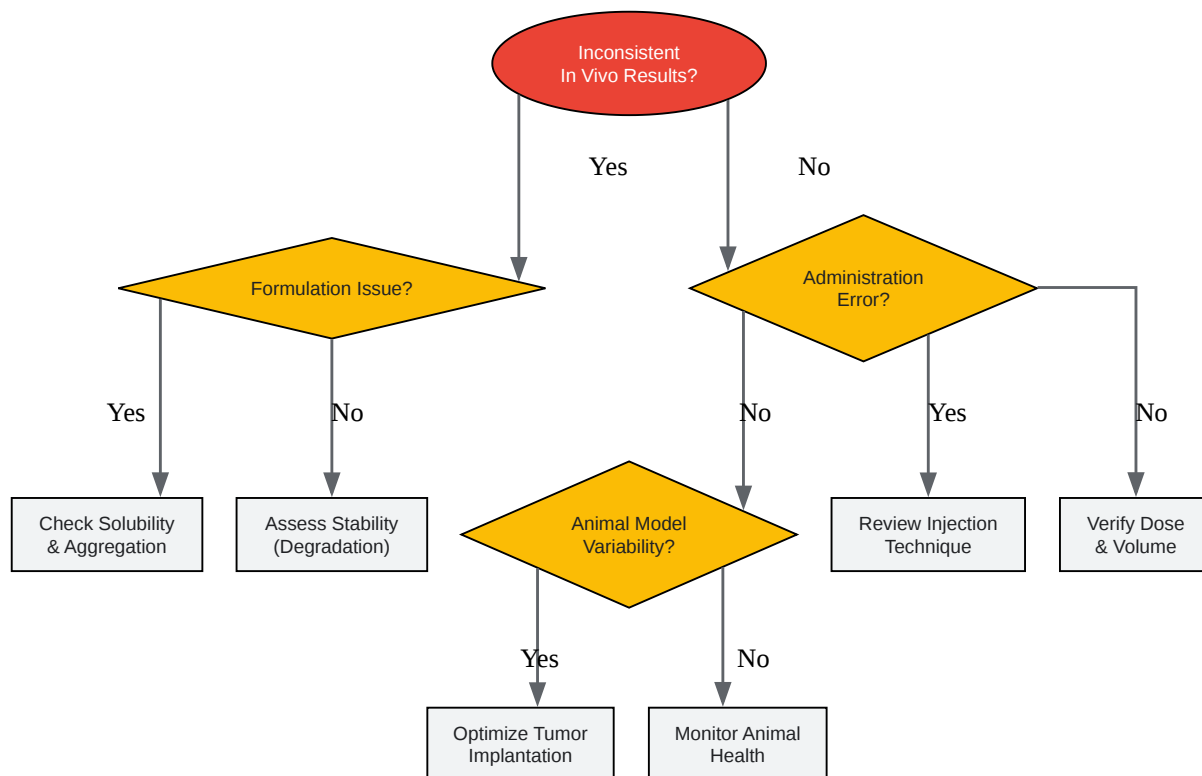 Inconsistent
In Vivo Results?
Yes
No
Formulation Issue?
Administration
Error?
Yes
No
No
Yes
No
Check Solubility
& Aggregation
Assess Stability
(Degradation)
Animal Model
Variability?
Review Injection
Technique
Verify Dose
& Volume
Yes
No
Optimize Tumor
Implantation
Monitor Animal
Health